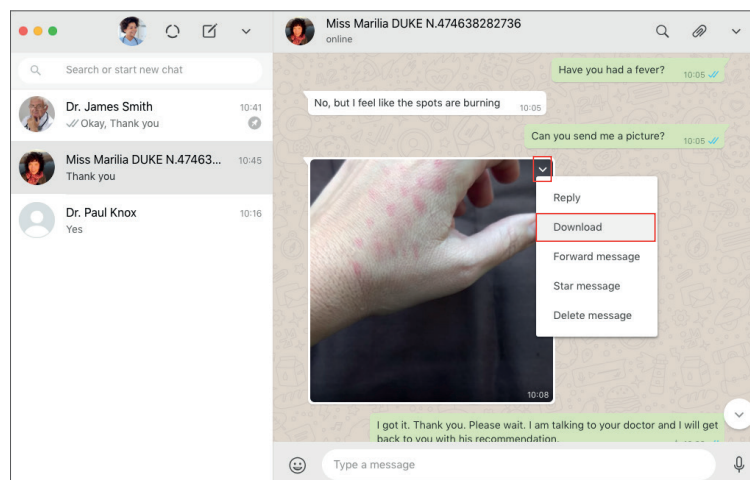 Search or start new chat
Dr. James Smith 10:41
Okay, Thank you
Miss Marilia DUKE N.47463... 10:45
Thank you
Dr. Paul Knox 10:16
Yes
Miss Marilia DUKE N.474638282736
online
Have you had a fever? 10:05
No, but I feel like the spots are burning 10:05
Can you send me a picture? 10:05
Reply
Download
Forward message
Star message
Delete message
10:08
I got it. Thank you. Please wait. I am talking to your doctor and I will get
back to you with his recommendation.
Type a message